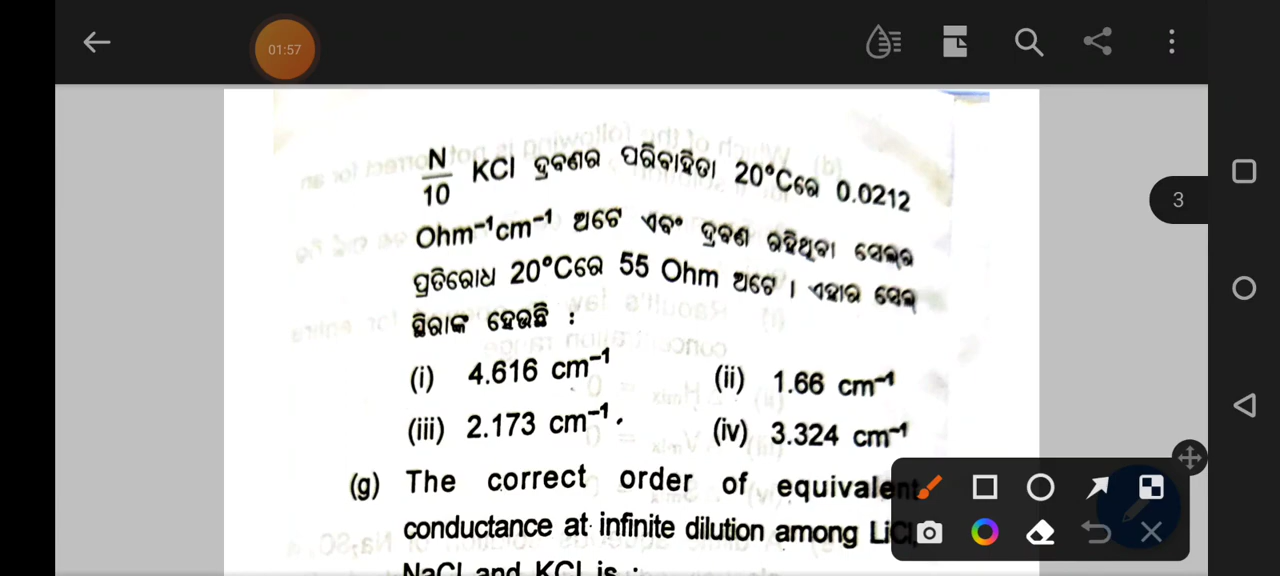 01:57
3
N/10 KCl ଦ୍ରବଣର ପରିବାହିତା 20°Cରେ 0.0212
Ohm⁻¹cm⁻¹ ଅଟେ ଏବଂ ଦ୍ରବଣ ରହିଥିବା ସେଲ୍‌ର
ପ୍ରତିରୋଧ 20°Cରେ 55 Ohm ଅଟେ । ଏହାର ସେଲ୍
ସ୍ଥିରାଙ୍କ ହେଉଛି :
(i) 4.616 cm⁻¹ (ii) 1.66 cm⁻¹
(iii) 2.173 cm⁻¹. (iv) 3.324 cm⁻¹
(g) The correct order of equivalent
conductance at infinite dilution among LiCl,
NaCl and KCl is :